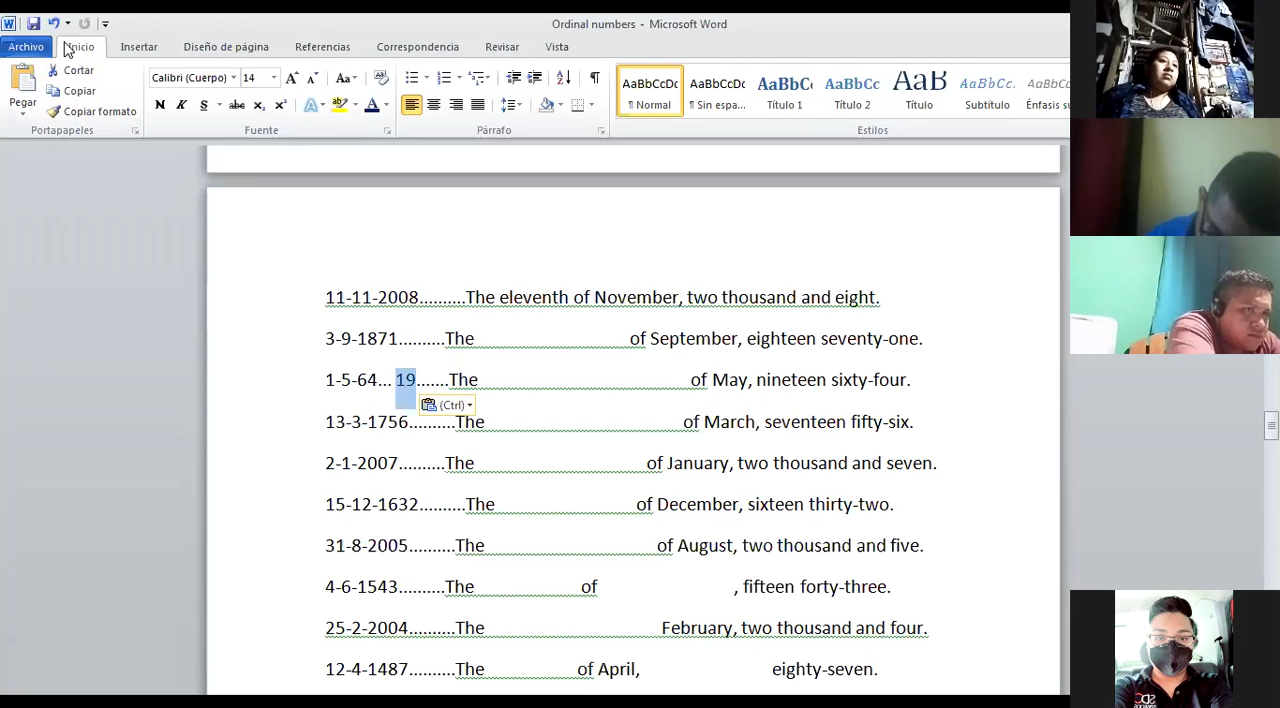 Ordinal numbers - Microsoft Word
Archivo Inicio Insertar Diseño de página Referencias Correspondencia Revisar Vista
Pegar
Cortar
Copiar
Copiar formato
Portapapeles
Calibri (Cuerpo) 14
Fuente
Párrafo
AaBbCcDc AaBbCcDc AaBbCc AaBbCc AaB AaBbCc AaBbCcDc
¶ Normal ¶ Sin espa... Título 1 Título 2 Título Subtítulo Énfasis su
Estilos
11-11-2008..........The eleventh of November, two thousand and eight.
3-9-1871..........The of September, eighteen seventy-one.
1-5-64... 19.......The of May, nineteen sixty-four.
(Ctrl)
13-3-1756..........The of March, seventeen fifty-six.
2-1-2007..........The of January, two thousand and seven.
15-12-1632..........The of December, sixteen thirty-two.
31-8-2005..........The of August, two thousand and five.
4-6-1543..........The of , fifteen forty-three.
25-2-2004..........The February, two thousand and four.
12-4-1487..........The of April, eighty-seven.
SDC